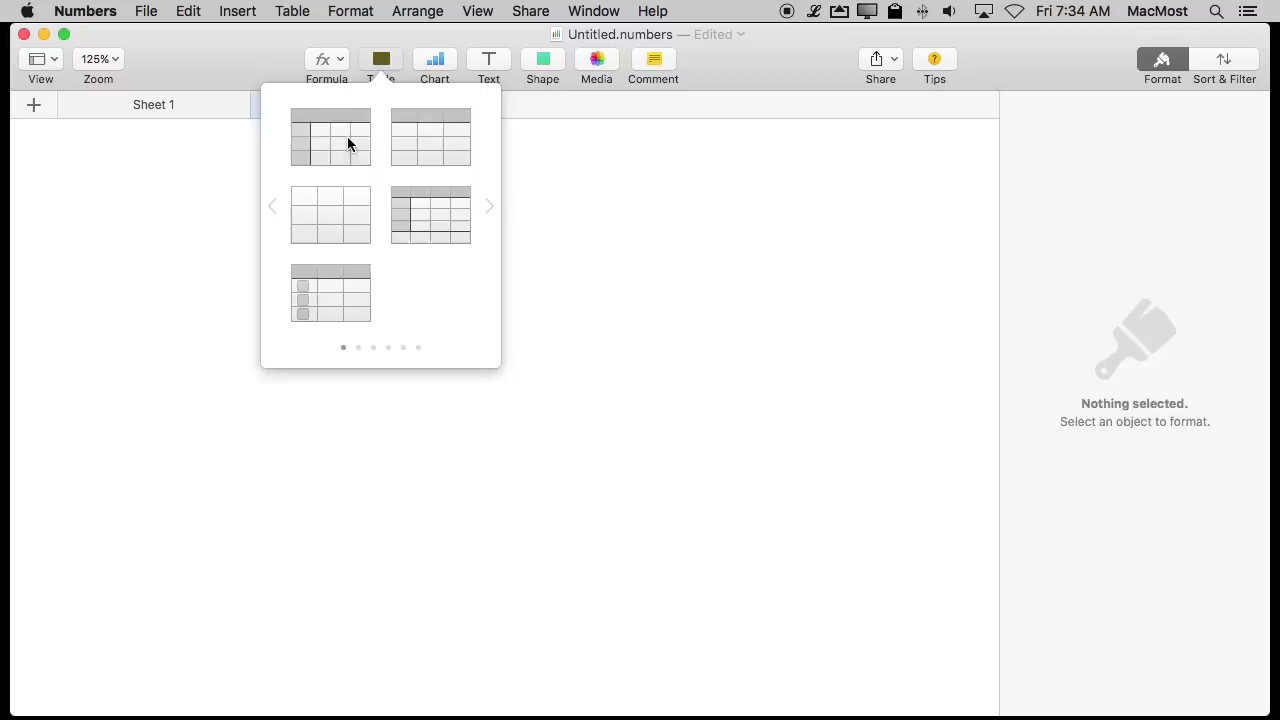 Numbers File Edit Insert Table Format Arrange View Share Window Help Fri 7:34 AM MacMost
Untitled.numbers — Edited
125%
View Zoom Formula Table Chart Text Shape Media Comment Share Tips Format Sort & Filter
Sheet 1
Nothing selected.
Select an object to format.